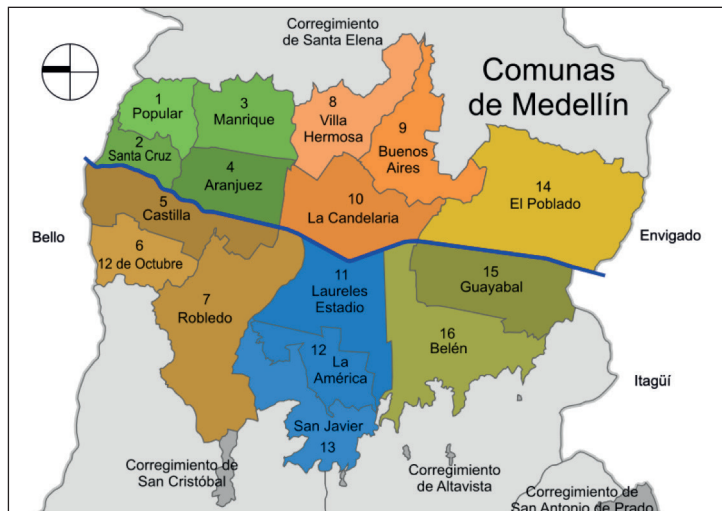 Corregimiento
de Santa Elena
Comunas
de Medellín
1
Popular
3
Manrique
8
Villa
Hermosa
9
Buenos
Aires
2
Santa Cruz
4
Aranjuez
14
El Poblado
5
Castilla
10
La Candelaria
Bello
Envigado
6
12 de Octubre
11
Laureles
Estadio
15
Guayabal
7
Robledo
16
Belén
12
La
América
Itagüí
San Javier
13
Corregimiento de
San Cristóbal
Corregimiento
de Altavista
Corregimiento de
San Antonio de Prado